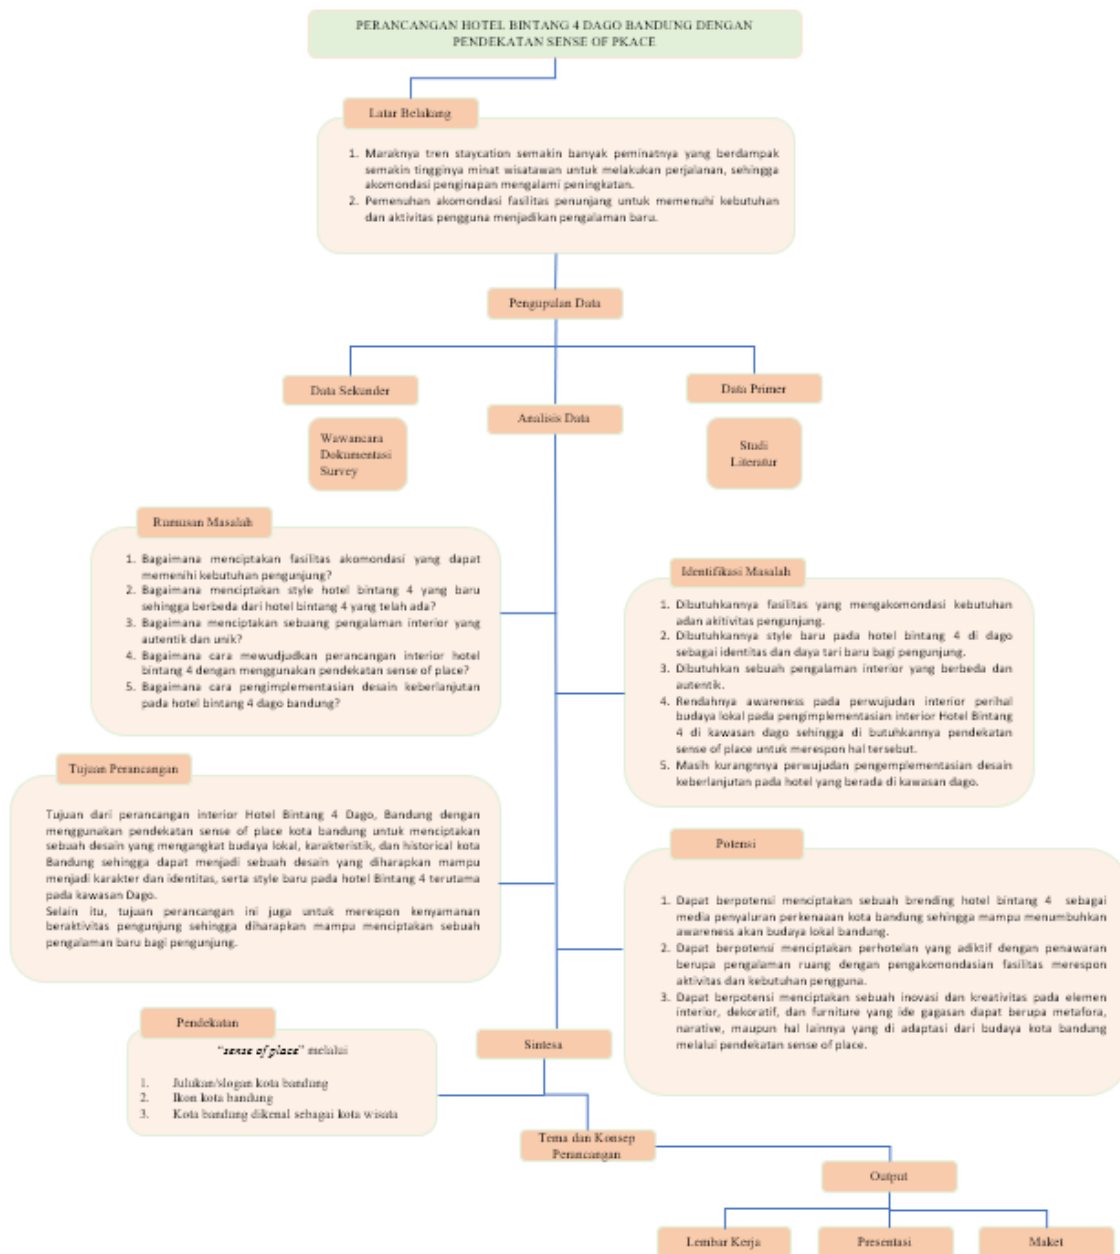 PERANCANGAN HOTEL BINTANG 4 DAGO BANDUNG DENGAN
PENDEKATAN SENSE OF PKACE
Latar Belakang
1. Maraknya tren staycation semakin banyak peminatnya yang berdampak
semakin tingginya minat wisatawan untuk melakukan perjalanan, sehingga
akomondasi penginapan mengalami peningkatan.
2. Pemenuhan akomondasi fasilitas penunjang untuk memenuhi kebutuhan
dan aktivitas pengguna menjadikan pengalaman baru.
Pengupulan Data
Data Sekunder
Data Primer
Analisis Data
Wawancara
Dokumentasi
Survey
Studi
Literatur
Rumusan Masalah
1. Bagaimana menciptakan fasilitas akomondasi yang dapat
memenihi kebutuhan pengunjung?
2. Bagaimana menciptakan style hotel bintang 4 yang baru
sehingga berbeda dari hotel bintang 4 yang telah ada?
3. Bagaimana menciptakan sebuang pengalaman interior yang
autentik dan unik?
4. Bagaimana cara mewudjudkan perancangan interior hotel
bintang 4 dengan menggunakan pendekatan sense of place?
5. Bagaimana cara pengimplementasian desain keberlanjutan
pada hotel bintang 4 dago bandung?
Identifikasi Masalah
1. Dibutuhkannya fasilitas yang mengakomondasi kebutuhan
adan akitivitas pengunjung.
2. Dibutuhkannya style baru pada hotel bintang 4 di dago
sebagai identitas dan daya tari baru bagi pengunjung.
3. Dibutuhkan sebuah pengalaman interior yang berbeda dan
autentik.
4. Rendahnya awareness pada perwujudan interior perihal
budaya lokal pada pengimplementasian interior Hotel Bintang
4 di kawasan dago sehingga di butuhkannya pendekatan
sense of place untuk merespon hal tersebut.
5. Masih kurangnnya perwujudan pengemplementasian desain
keberlanjutan pada hotel yang berada di kawasan dago.
Tujuan Perancangan
Tujuan dari perancangan interior Hotel Bintang 4 Dago, Bandung dengan
menggunakan pendekatan sense of place kota bandung untuk menciptakan
sebuah desain yang mengangkat budaya lokal, karakteristik, dan historical kota
Bandung sehingga dapat menjadi sebuah desain yang diharapkan mampu
menjadi karakter dan identitas, serta style baru pada hotel Bintang 4 terutama
pada kawasan Dago.
Selain itu, tujuan perancangan ini juga untuk merespon kenyamanan
beraktivitas pengunjung sehingga diharapkan mampu menciptakan sebuah
pengalaman baru bagi pengunjung.
Potensi
1. Dapat berpotensi menciptakan sebuah brending hotel bintang 4 sebagai
media penyaluran perkenaaan kota bandung sehingga mampu menumbuhkan
awareness akan budaya lokal bandung.
2. Dapat berpotensi menciptakan perhotelan yang adiktif dengan penawaran
berupa pengalaman ruang dengan pengakomondasian fasilitas merespon
aktivitas dan kebutuhan pengguna.
3. Dapat berpotensi menciptakan sebuah inovasi dan kreativitas pada elemen
interior, dekoratif, dan furniture yang ide gagasan dapat berupa metafora,
narative, maupun hal lainnya yang di adaptasi dari budaya kota bandung
melalui pendekatan sense of place.
Pendekatan
"sense of place" melalui
1. Julukan/slogan kota bandung
2. Ikon kota bandung
3. Kota bandung dikenal sebagai kota wisata
Sintesa
Tema dan Konsep
Perancangan
Output
Lembar Kerja
Presentasi
Maket